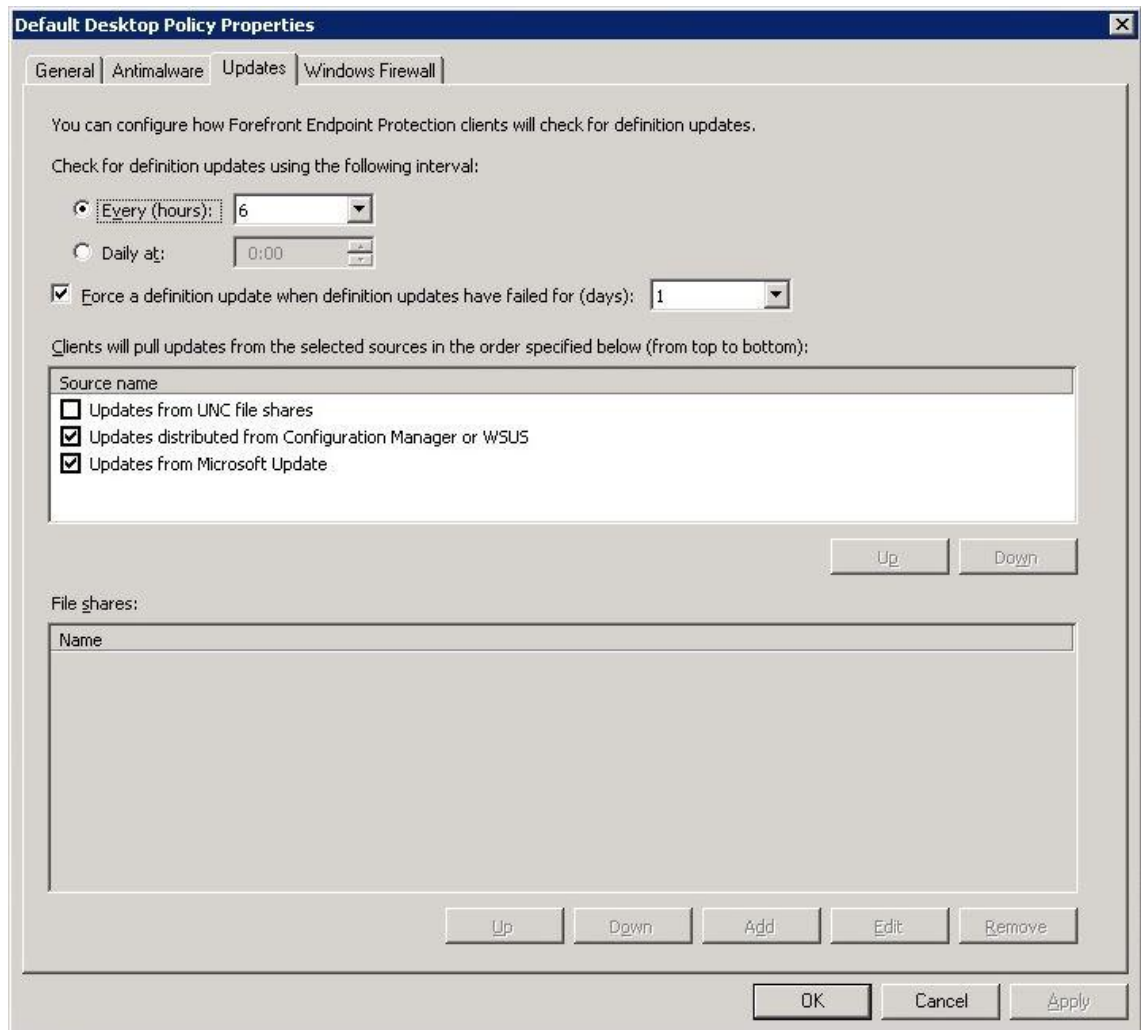 Default Desktop Policy Properties
General Antimalware Updates Windows Firewall
You can configure how Forefront Endpoint Protection clients will check for definition updates.
Check for definition updates using the following interval:
Every (hours): 6
Daily at: 0:00
Force a definition update when definition updates have failed for (days): 1
Clients will pull updates from the selected sources in the order specified below (from top to bottom):
Source name
Updates from UNC file shares
Updates distributed from Configuration Manager or WSUS
Updates from Microsoft Update
Up Down
File shares:
Name
Up Down Add Edit Remove
OK Cancel Apply